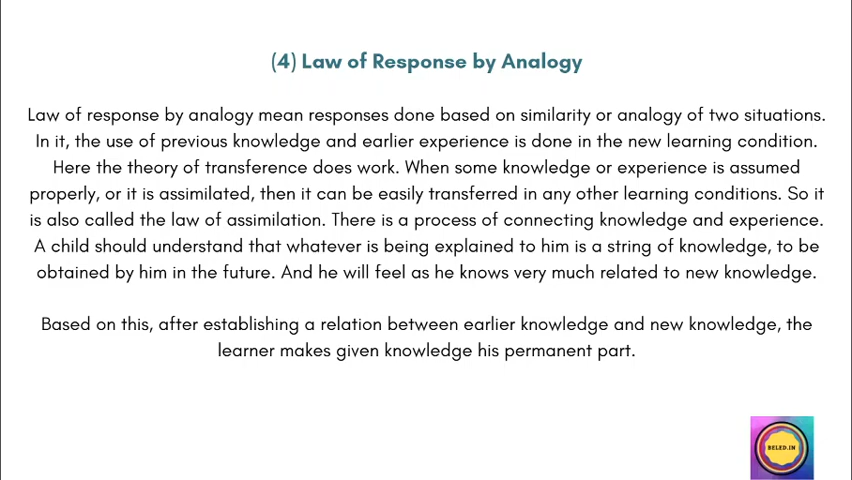 (4) Law of Response by Analogy
Law of response by analogy mean responses done based on similarity or analogy of two situations.
In it, the use of previous knowledge and earlier experience is done in the new learning condition.
Here the theory of transference does work. When some knowledge or experience is assumed
properly, or it is assimilated, then it can be easily transferred in any other learning conditions. So it
is also called the law of assimilation. There is a process of connecting knowledge and experience.
A child should understand that whatever is being explained to him is a string of knowledge, to be
obtained by him in the future. And he will feel as he knows very much related to new knowledge.
Based on this, after establishing a relation between earlier knowledge and new knowledge, the
learner makes given knowledge his permanent part.
BELED.IN